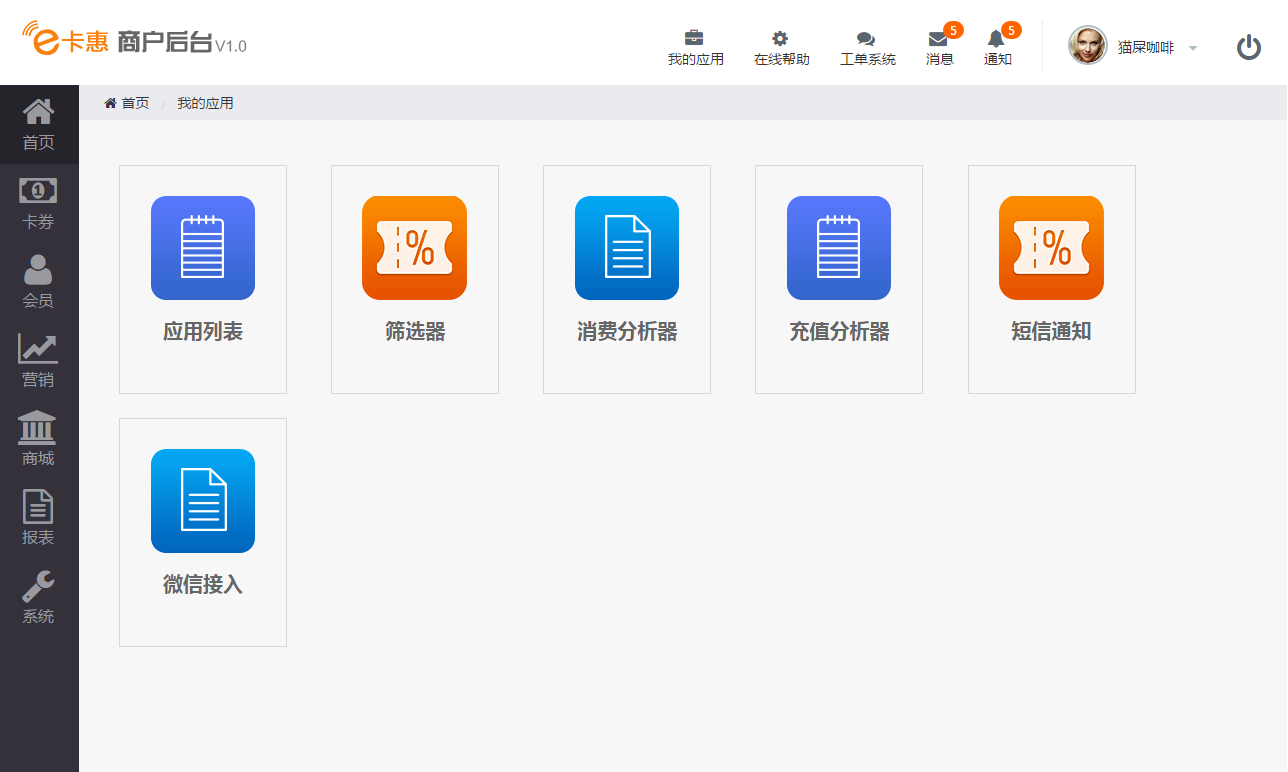 e卡惠 商户后台V1.0
我的应用
在线帮助
工单系统
消息 5
通知 5
猫屎咖啡
首页 / 我的应用
首页
卡券
会员
营销
商城
报表
系统
应用列表
筛选器
消费分析器
充值分析器
短信通知
微信接入